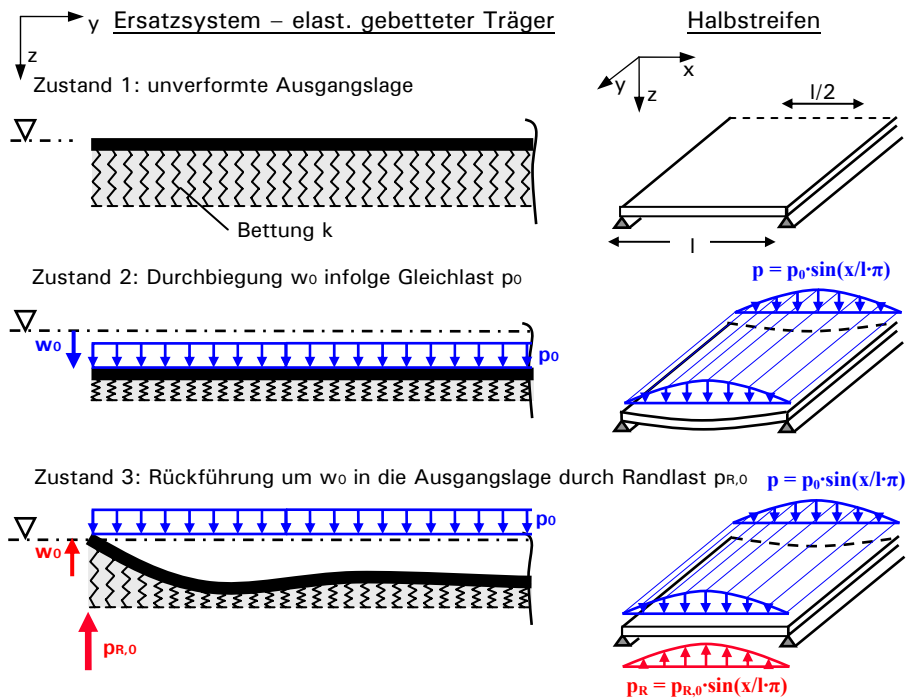 y
z
Ersatzsystem – elast. gebetteter Träger
Halbstreifen
Zustand 1: unverformte Ausgangslage
x
y
z
l/2
Bettung k
l
Zustand 2: Durchbiegung w0 infolge Gleichlast p0
p = p0·sin(x/l·π)
w0
p0
Zustand 3: Rückführung um w0 in die Ausgangslage durch Randlast pR,0
p = p0·sin(x/l·π)
p0
w0
pR,0
pR = pR,0·sin(x/l·π)